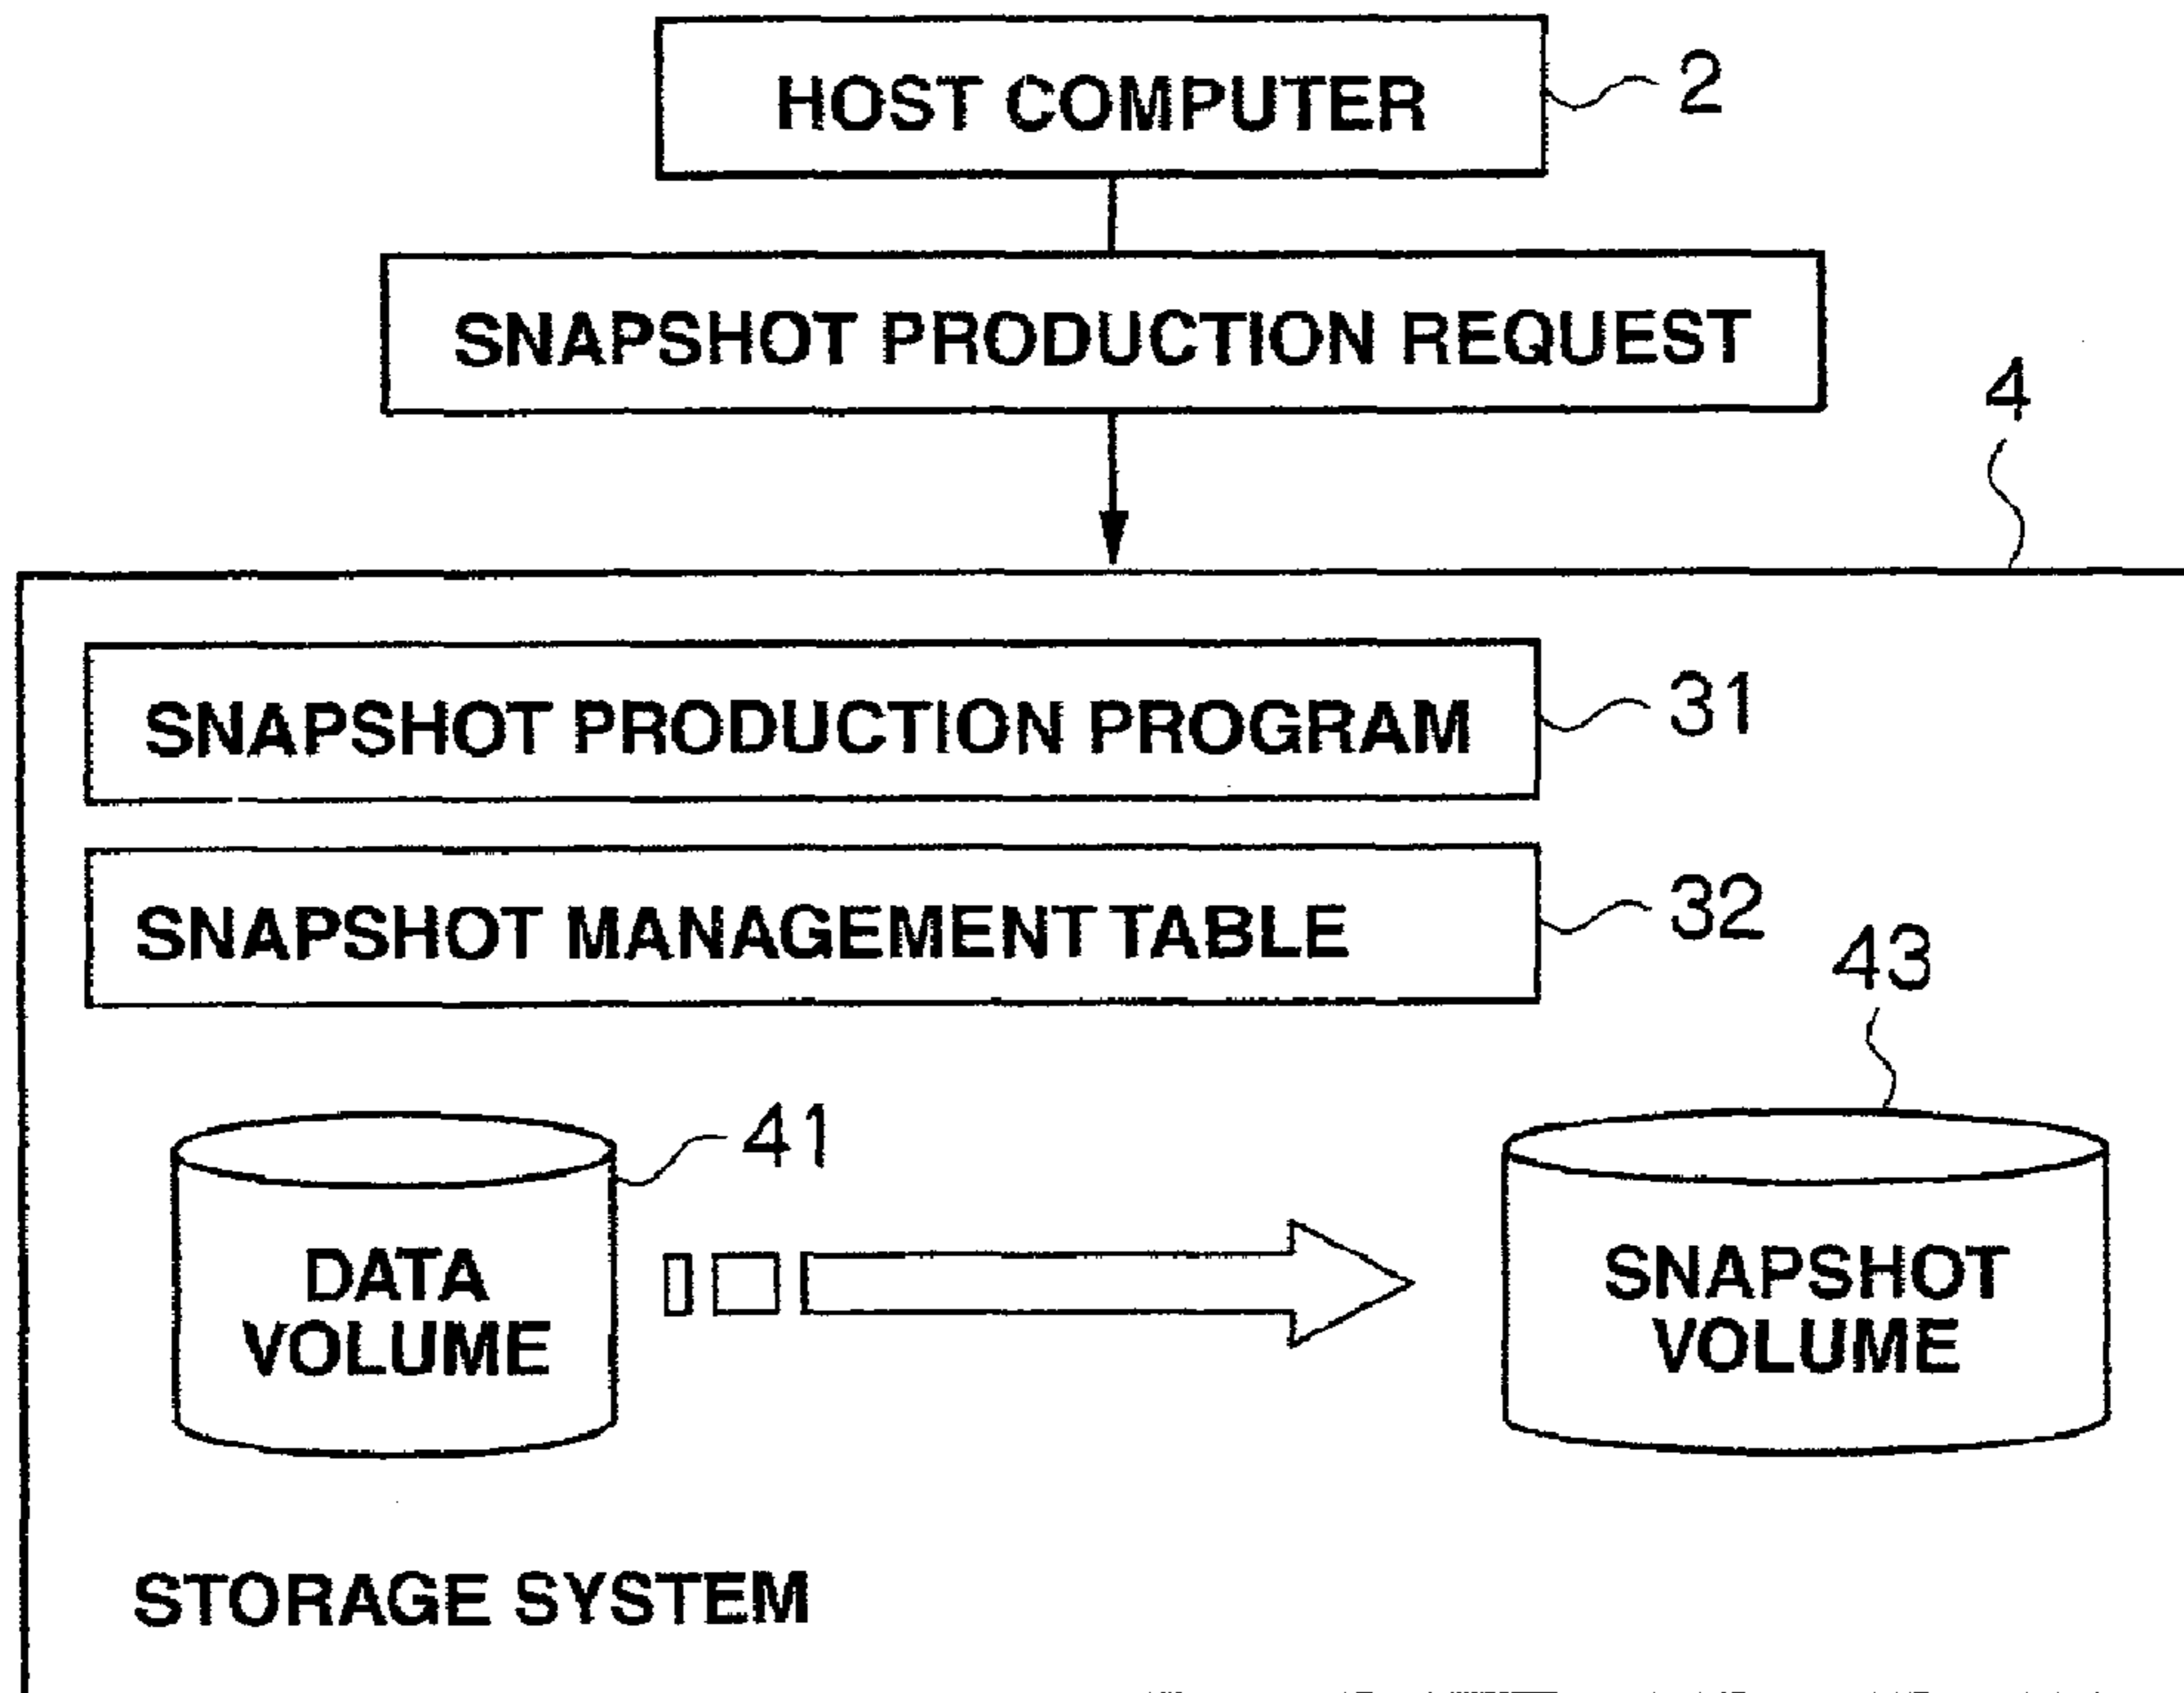 HOST COMPUTER 2
SNAPSHOT PRODUCTION REQUEST
4
SNAPSHOT PRODUCTION PROGRAM 31
SNAPSHOT MANAGEMENT TABLE 32
43
41
DATA
VOLUME
SNAPSHOT
VOLUME
STORAGE SYSTEM